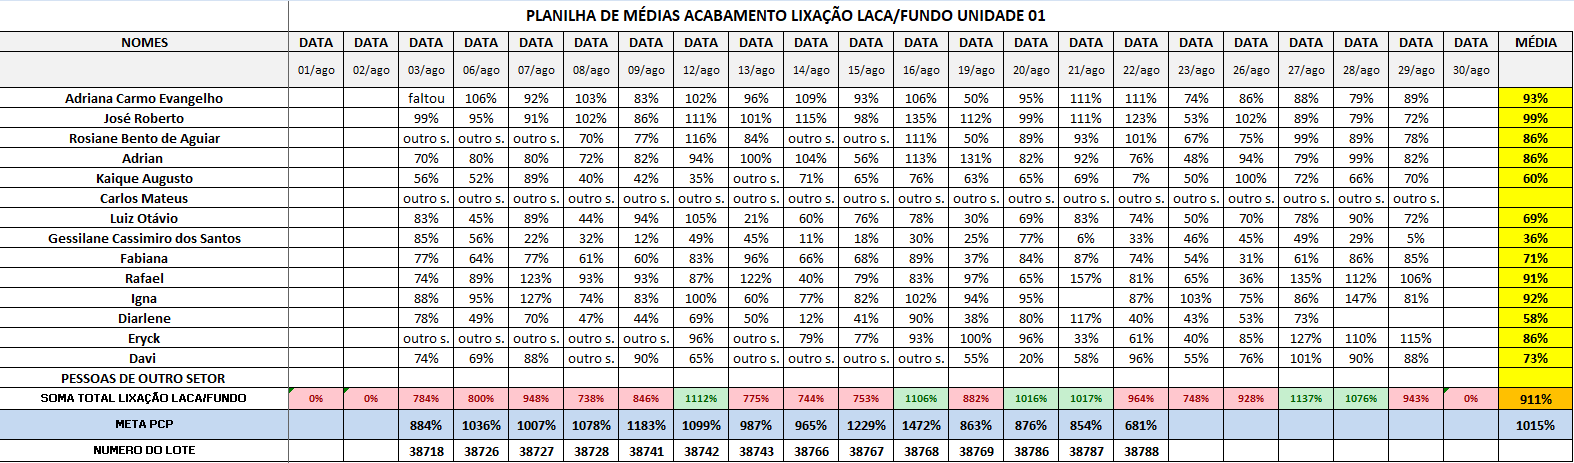 PLANILHA DE MÉDIAS ACABAMENTO LIXAÇÃO LACA/FUNDO UNIDADE 01
NOMES DATA DATA DATA DATA DATA DATA DATA DATA DATA DATA DATA DATA DATA DATA DATA DATA DATA DATA DATA DATA DATA DATA MÉDIA
01/ago 02/ago 03/ago 06/ago 07/ago 08/ago 09/ago 12/ago 13/ago 14/ago 15/ago 16/ago 19/ago 20/ago 21/ago 22/ago 23/ago 26/ago 27/ago 28/ago 29/ago 30/ago
Adriana Carmo Evangelho faltou 106% 92% 103% 83% 102% 96% 109% 93% 106% 50% 95% 111% 111% 74% 86% 88% 79% 89% 93%
José Roberto 99% 95% 91% 102% 86% 111% 101% 115% 98% 135% 112% 99% 111% 123% 53% 102% 89% 79% 72% 99%
Rosiane Bento de Aguiar outro s. outro s. outro s. 70% 77% 116% 84% outro s. outro s. 111% 50% 89% 93% 101% 67% 75% 99% 89% 78% 86%
Adrian 70% 80% 80% 72% 82% 94% 100% 104% 56% 113% 131% 82% 92% 76% 48% 94% 79% 99% 82% 86%
Kaique Augusto 56% 52% 89% 40% 42% 35% outro s. 71% 65% 76% 63% 65% 69% 7% 50% 100% 72% 66% 70% 60%
Carlos Mateus outro s. outro s. outro s. outro s. outro s. outro s. outro s. outro s. outro s. outro s. outro s. outro s. outro s. outro s. outro s. outro s. outro s. outro s. outro s.
Luiz Otávio 83% 45% 89% 44% 94% 105% 21% 60% 76% 78% 30% 69% 83% 74% 50% 70% 78% 90% 72% 69%
Gessilane Cassimiro dos Santos 85% 56% 22% 32% 12% 49% 45% 11% 18% 30% 25% 77% 6% 33% 46% 45% 49% 29% 5% 36%
Fabiana 77% 64% 77% 61% 60% 83% 96% 66% 68% 89% 37% 84% 87% 74% 54% 31% 61% 86% 85% 71%
Rafael 74% 89% 123% 93% 93% 87% 122% 40% 79% 83% 97% 65% 157% 81% 65% 36% 135% 112% 106% 91%
Igna 88% 95% 127% 74% 83% 100% 60% 77% 82% 102% 94% 95% 87% 103% 75% 86% 147% 81% 92%
Diarlene 78% 49% 70% 47% 44% 69% 50% 12% 41% 90% 38% 80% 117% 40% 43% 53% 73% 58%
Eryck outro s. outro s. outro s. outro s. outro s. 96% outro s. 79% 77% 93% 100% 96% 33% 61% 40% 85% 127% 110% 115% 86%
Davi 74% 69% 88% outro s. 90% 65% outro s. outro s. outro s. outro s. 55% 20% 58% 96% 55% 76% 101% 90% 88% 73%
PESSOAS DE OUTRO SETOR
SOMA TOTAL LIXAÇÃO LACA/FUNDO 0% 0% 784% 800% 948% 738% 846% 1112% 775% 744% 753% 1106% 882% 1016% 1017% 964% 748% 928% 1137% 1076% 943% 0% 911%
META PCP 884% 1036% 1007% 1078% 1183% 1099% 987% 965% 1229% 1472% 863% 876% 854% 681% 1015%
NUMERO DO LOTE 38718 38726 38727 38728 38741 38742 38743 38766 38767 38768 38769 38786 38787 38788